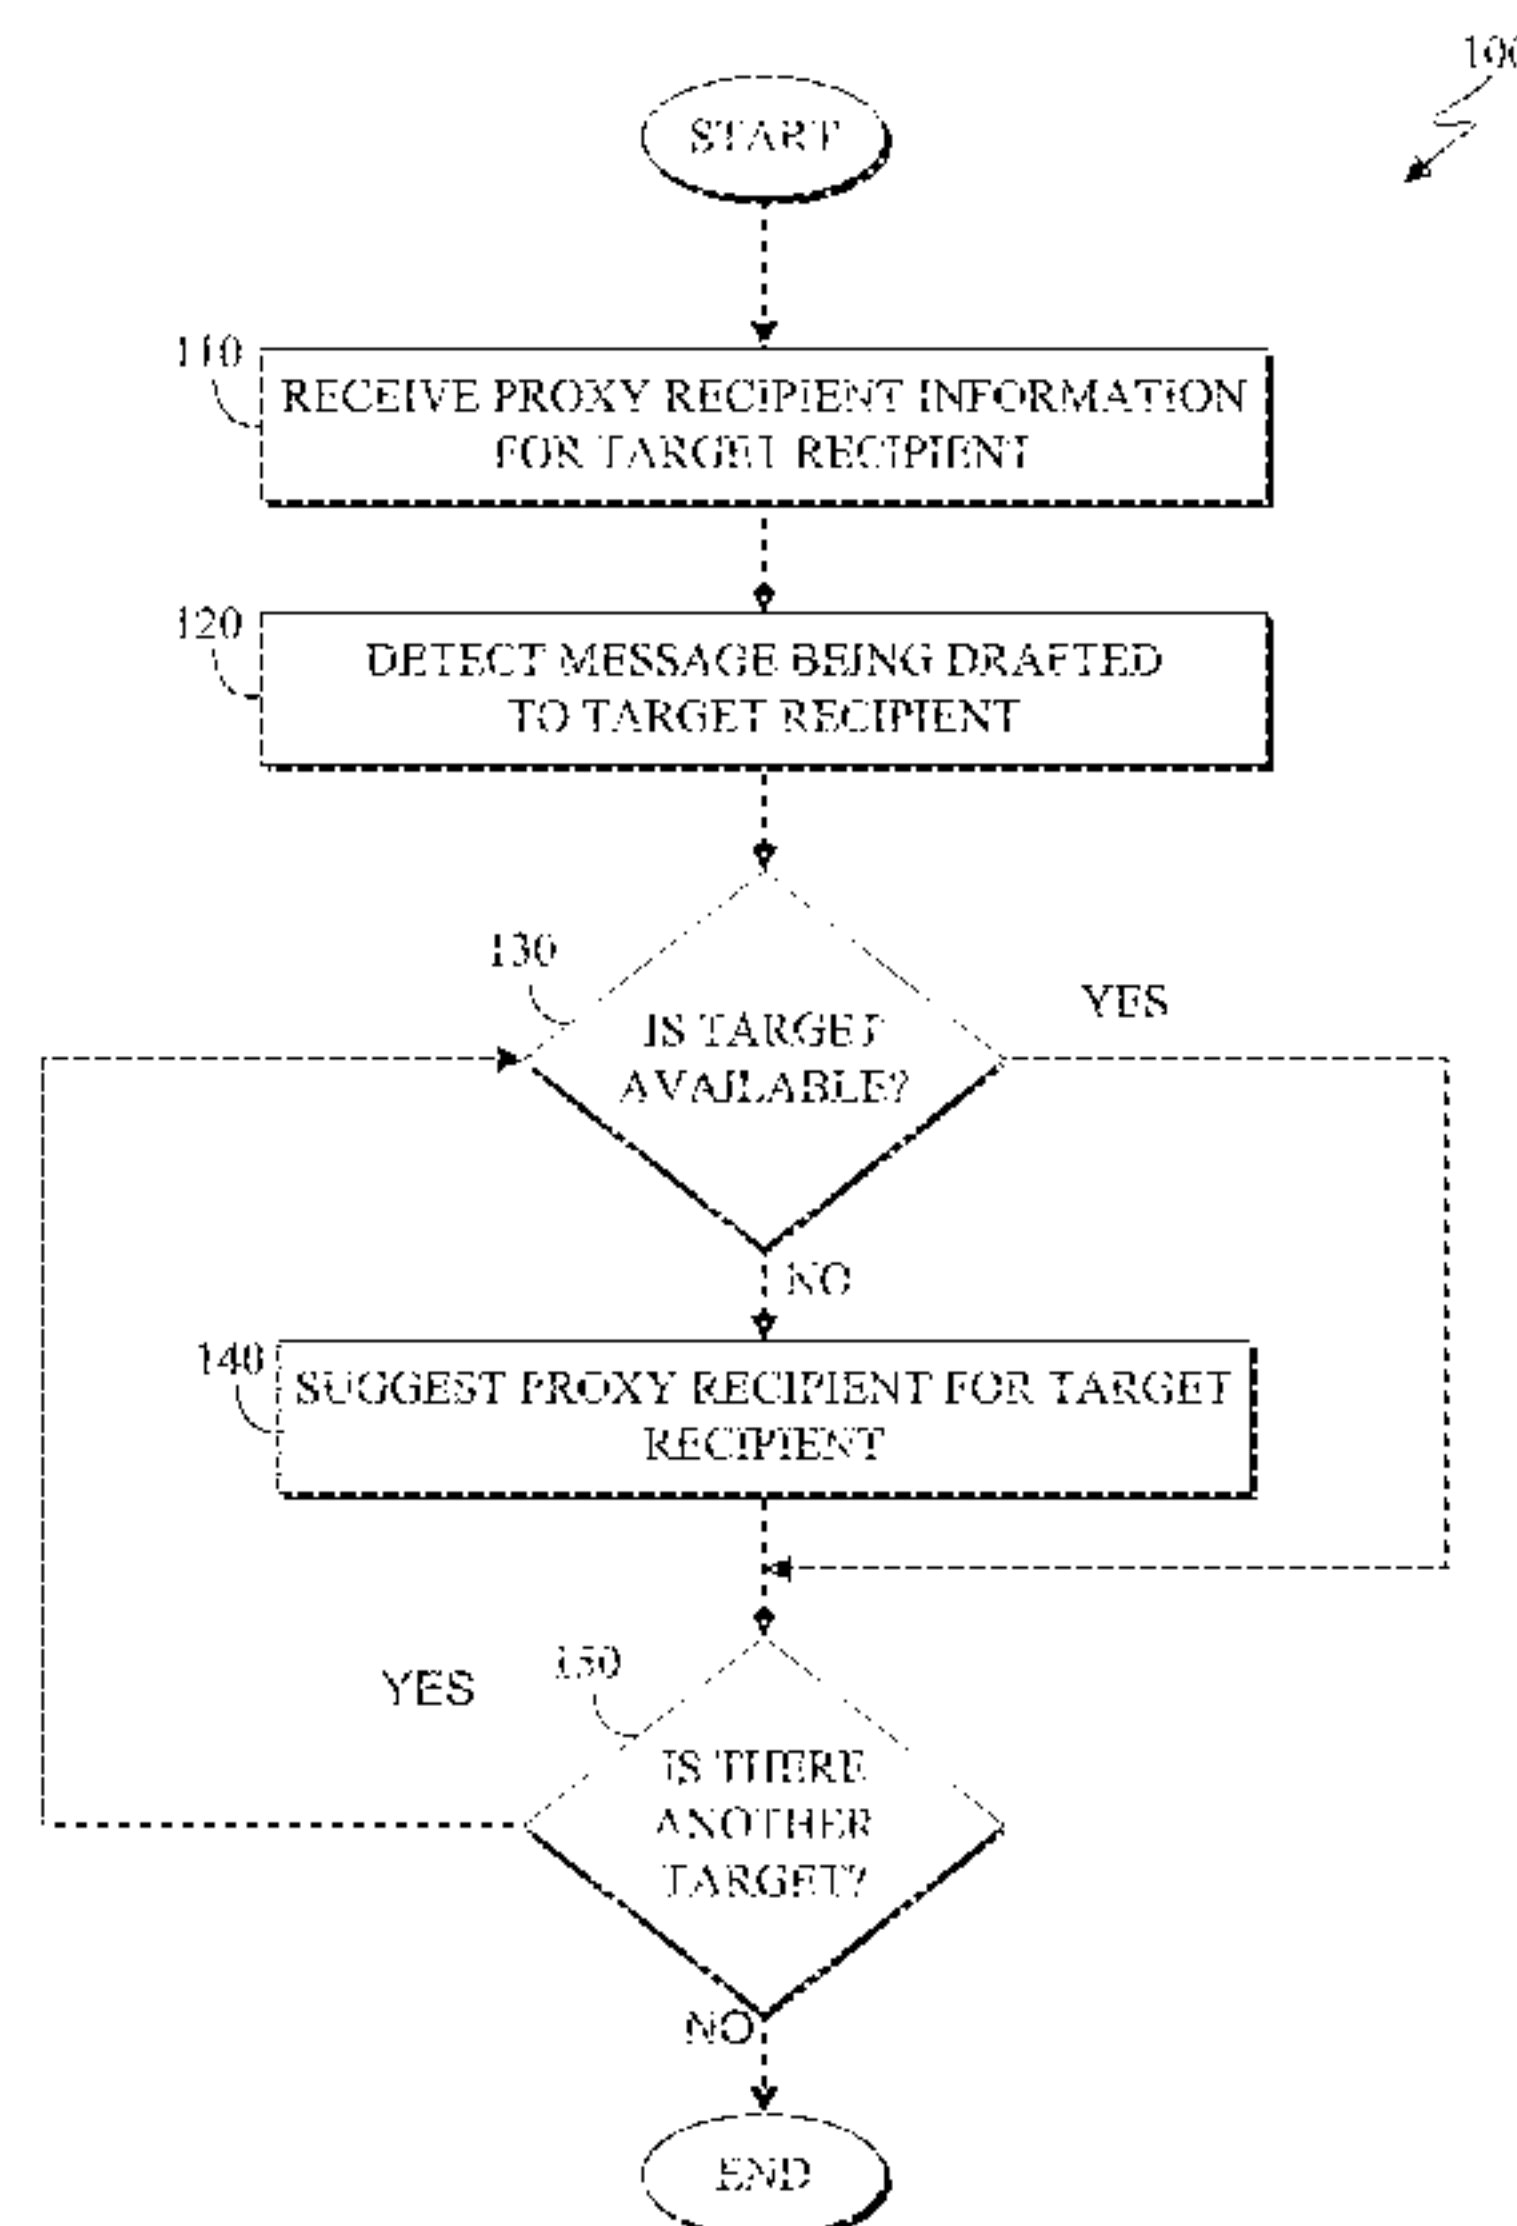 100
START
110
RECEIVE PROXY RECIPIENT INFORMATION
FOR TARGET RECIPIENT
120
DETECT MESSAGE BEING DRAFTED
TO TARGET RECIPIENT
130
IS TARGET
AVAILABLE?
YES
NO
140
SUGGEST PROXY RECIPIENT FOR TARGET
RECIPIENT
YES
150
IS THERE
ANOTHER
TARGET?
NO
END